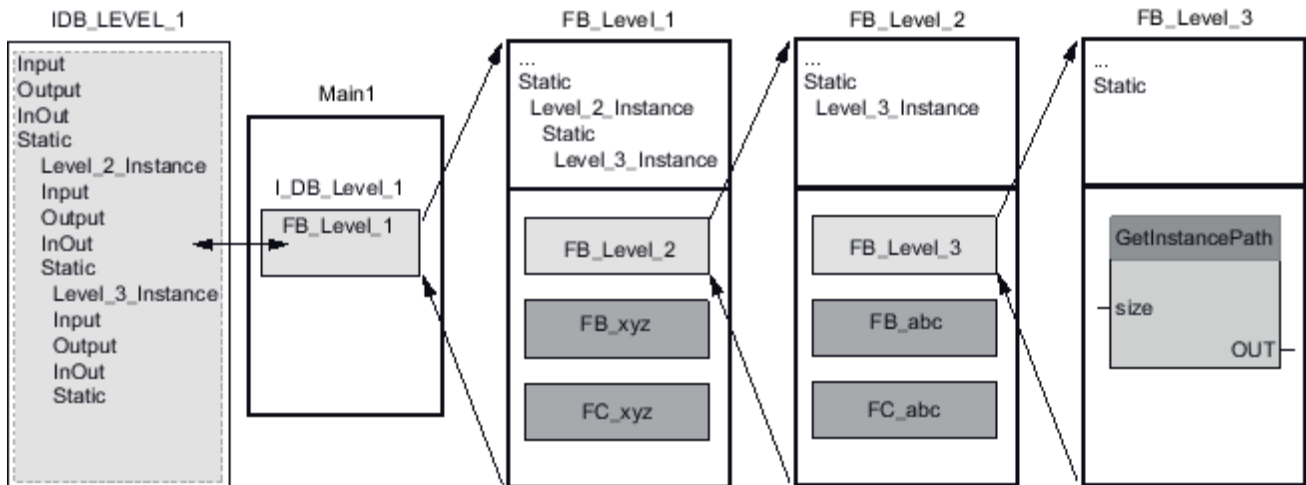 IDB_LEVEL_1
Input
Output
InOut
Static
Level_2_Instance
Input
Output
InOut
Static
Level_3_Instance
Input
Output
InOut
Static
Main1
I_DB_Level_1
FB_Level_1
FB_Level_1
...
Static
Level_2_Instance
Static
Level_3_Instance
FB_Level_2
FB_xyz
FC_xyz
FB_Level_2
...
Static
Level_3_Instance
FB_Level_3
FB_abc
FC_abc
FB_Level_3
...
Static
GetInstancePath
size
OUT